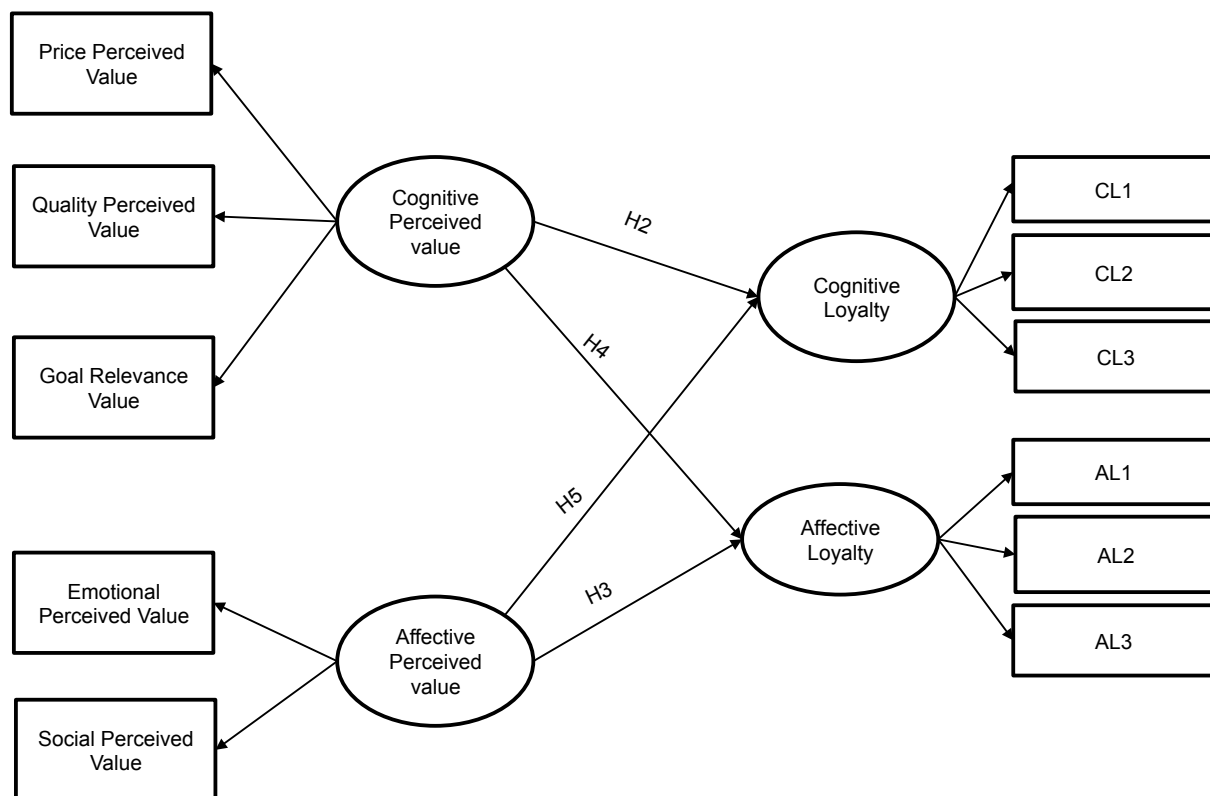 Price Perceived
Value
Quality Perceived
Value
Goal Relevance
Value
Emotional
Perceived Value
Social Perceived
Value
Cognitive
Perceived
value
Affective
Perceived
value
H2
H4
H5
H3
Cognitive
Loyalty
Affective
Loyalty
CL1
CL2
CL3
AL1
AL2
AL3